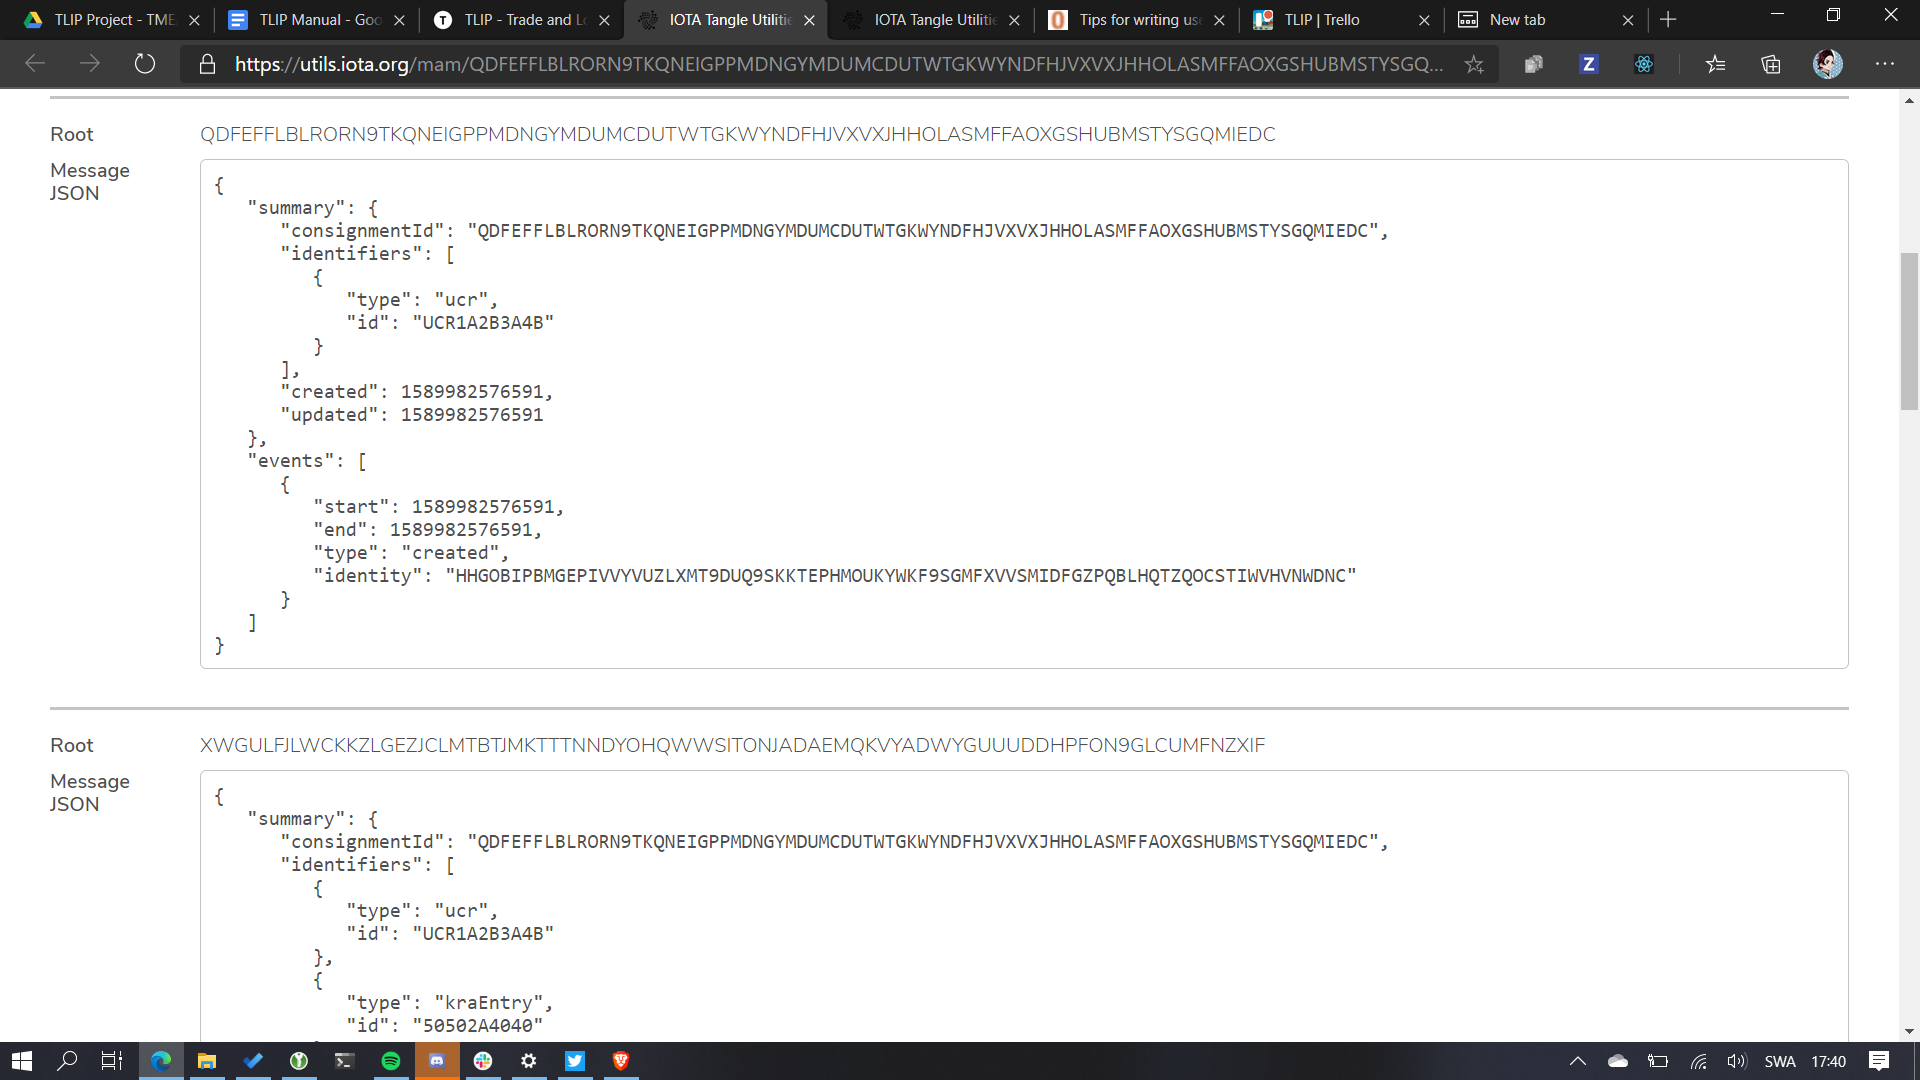 TLIP Project - TME
TLIP Manual - Goo
TLIP - Trade and Lo
IOTA Tangle Utilitie
IOTA Tangle Utilitie
Tips for writing use
TLIP | Trello
New tab
https://utils.iota.org/mam/QDFEFFLBLRORN9TKQNEIGPPMDNGYMDUMCDUTWTGKWYNDFHJVXVXJHHOLASMFFAOXGSHUBMSTYSGQ...
Root QDFEFFLBLRORN9TKQNEIGPPMDNGYMDUMCDUTWTGKWYNDFHJVXVXJHHOLASMFFAOXGSHUBMSTYSGQMIEDC
Message
JSON
{
"summary": {
"consignmentId": "QDFEFFLBLRORN9TKQNEIGPPMDNGYMDUMCDUTWTGKWYNDFHJVXVXJHHOLASMFFAOXGSHUBMSTYSGQMIEDC",
"identifiers": [
{
"type": "ucr",
"id": "UCR1A2B3A4B"
}
],
"created": 1589982576591,
"updated": 1589982576591
},
"events": [
{
"start": 1589982576591,
"end": 1589982576591,
"type": "created",
"identity": "HHGOBIPBMGEPIVVYVUZLXMT9DUQ9SKKTEPHMOUKYWKF9SGMFXVVSMIDFGZPQBLHQTZQOCSTIWVHVNWDNC"
}
]
}
Root XWGULFJLWCKKZLGEZJCLMTBTJMKTTTNNDYOHQWWSITONJADAEMQKVYADWYGUUUDDHPFON9GLCUMFNZXIF
Message
JSON
{
"summary": {
"consignmentId": "QDFEFFLBLRORN9TKQNEIGPPMDNGYMDUMCDUTWTGKWYNDFHJVXVXJHHOLASMFFAOXGSHUBMSTYSGQMIEDC",
"identifiers": [
{
"type": "ucr",
"id": "UCR1A2B3A4B"
},
{
"type": "kraEntry",
"id": "50502A4040"
SWA 17:40